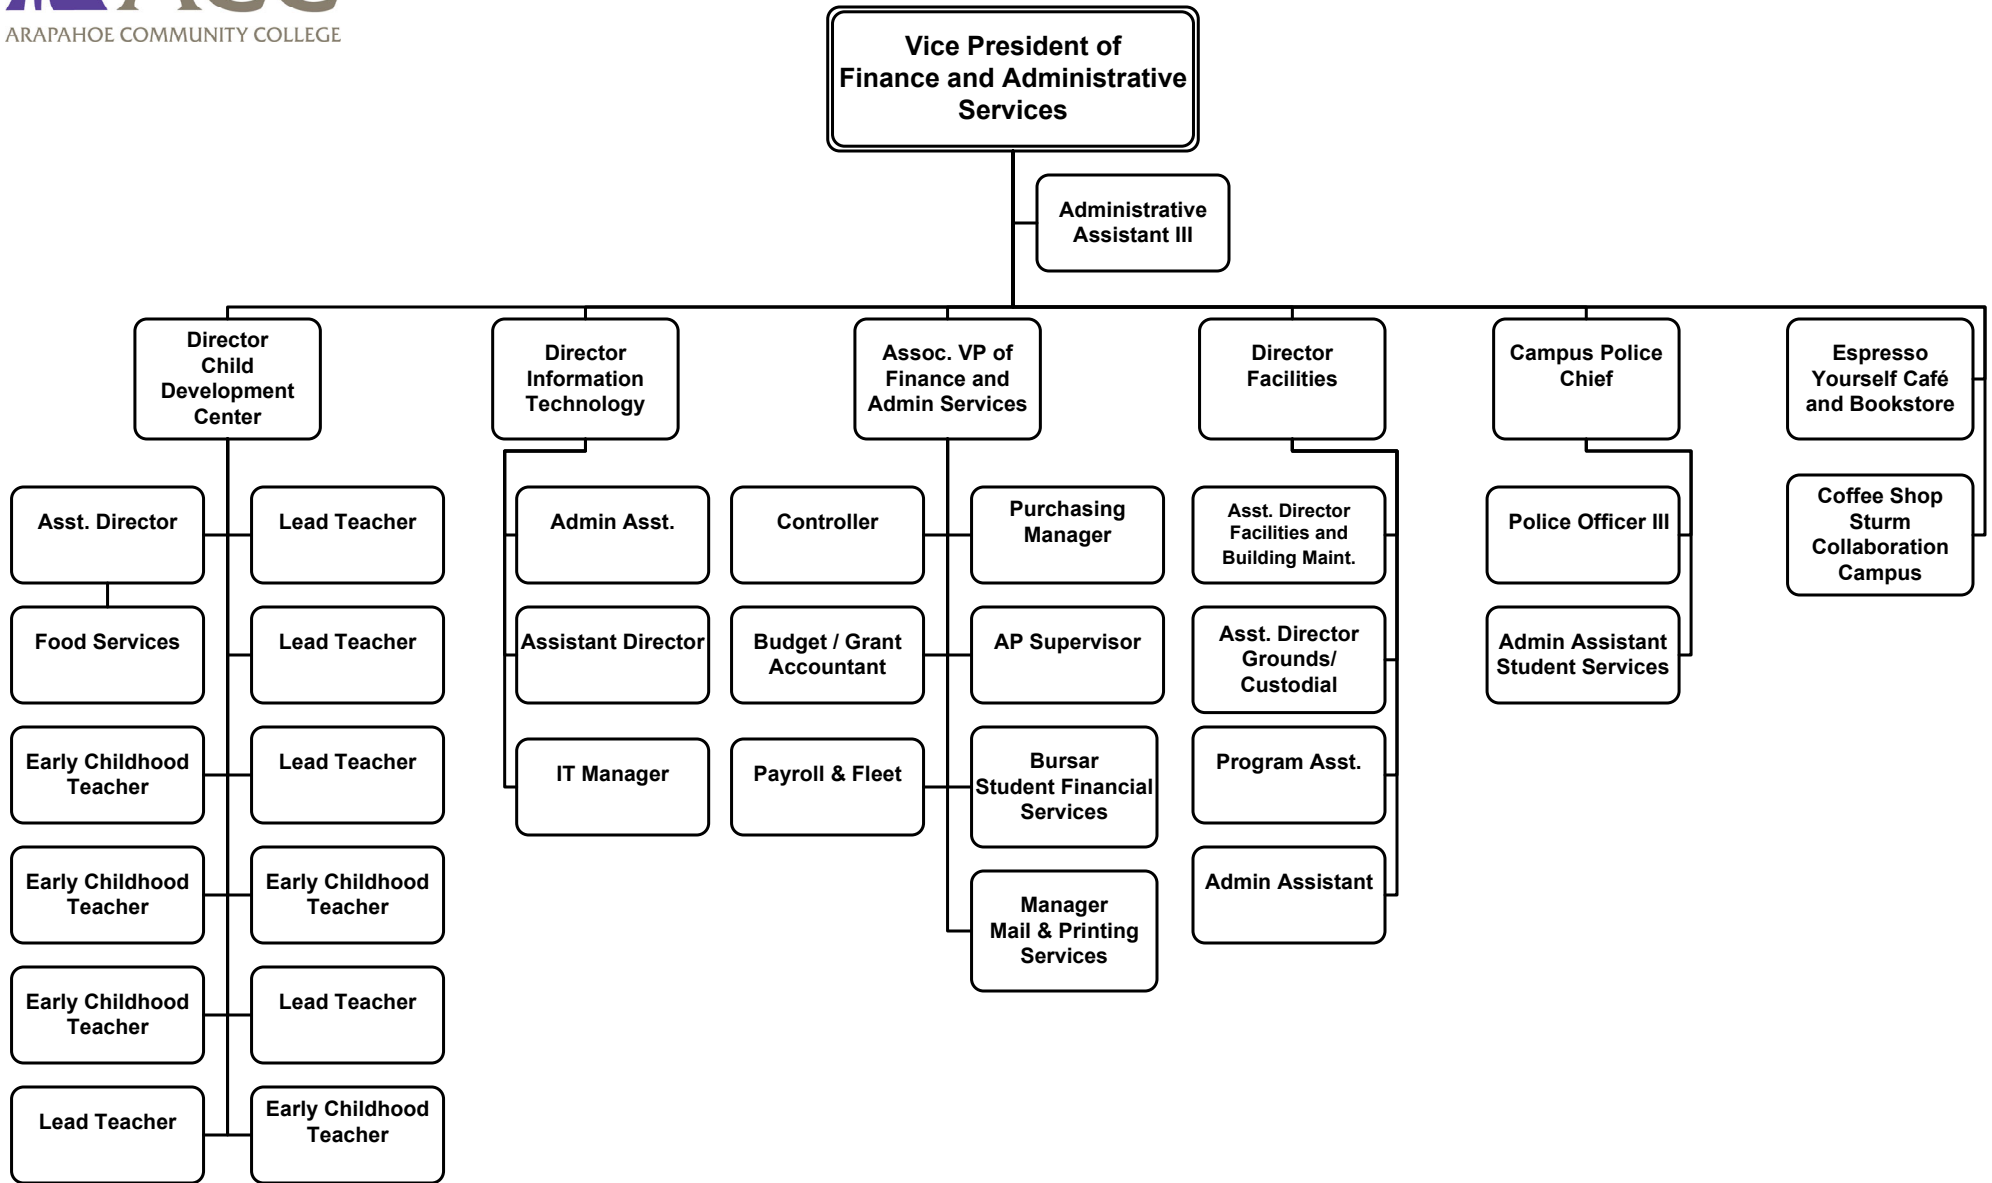 ACC
ARAPAHOE COMMUNITY COLLEGE
Vice President of
Finance and Administrative
Services
Administrative
Assistant III
Director
Child
Development
Center
Director
Information
Technology
Assoc. VP of
Finance and
Admin Services
Director
Facilities
Campus Police
Chief
Espresso
Yourself Café
and Bookstore
Asst. Director
Lead Teacher
Food Services
Lead Teacher
Early Childhood
Teacher
Lead Teacher
Early Childhood
Teacher
Early Childhood
Teacher
Early Childhood
Teacher
Lead Teacher
Lead Teacher
Early Childhood
Teacher
Admin Asst.
Assistant Director
IT Manager
Controller
Purchasing
Manager
Budget / Grant
Accountant
AP Supervisor
Payroll & Fleet
Bursar
Student Financial
Services
Manager
Mail & Printing
Services
Asst. Director
Facilities and
Building Maint.
Asst. Director
Grounds/
Custodial
Program Asst.
Admin Assistant
Police Officer III
Admin Assistant
Student Services
Coffee Shop
Sturm
Collaboration
Campus